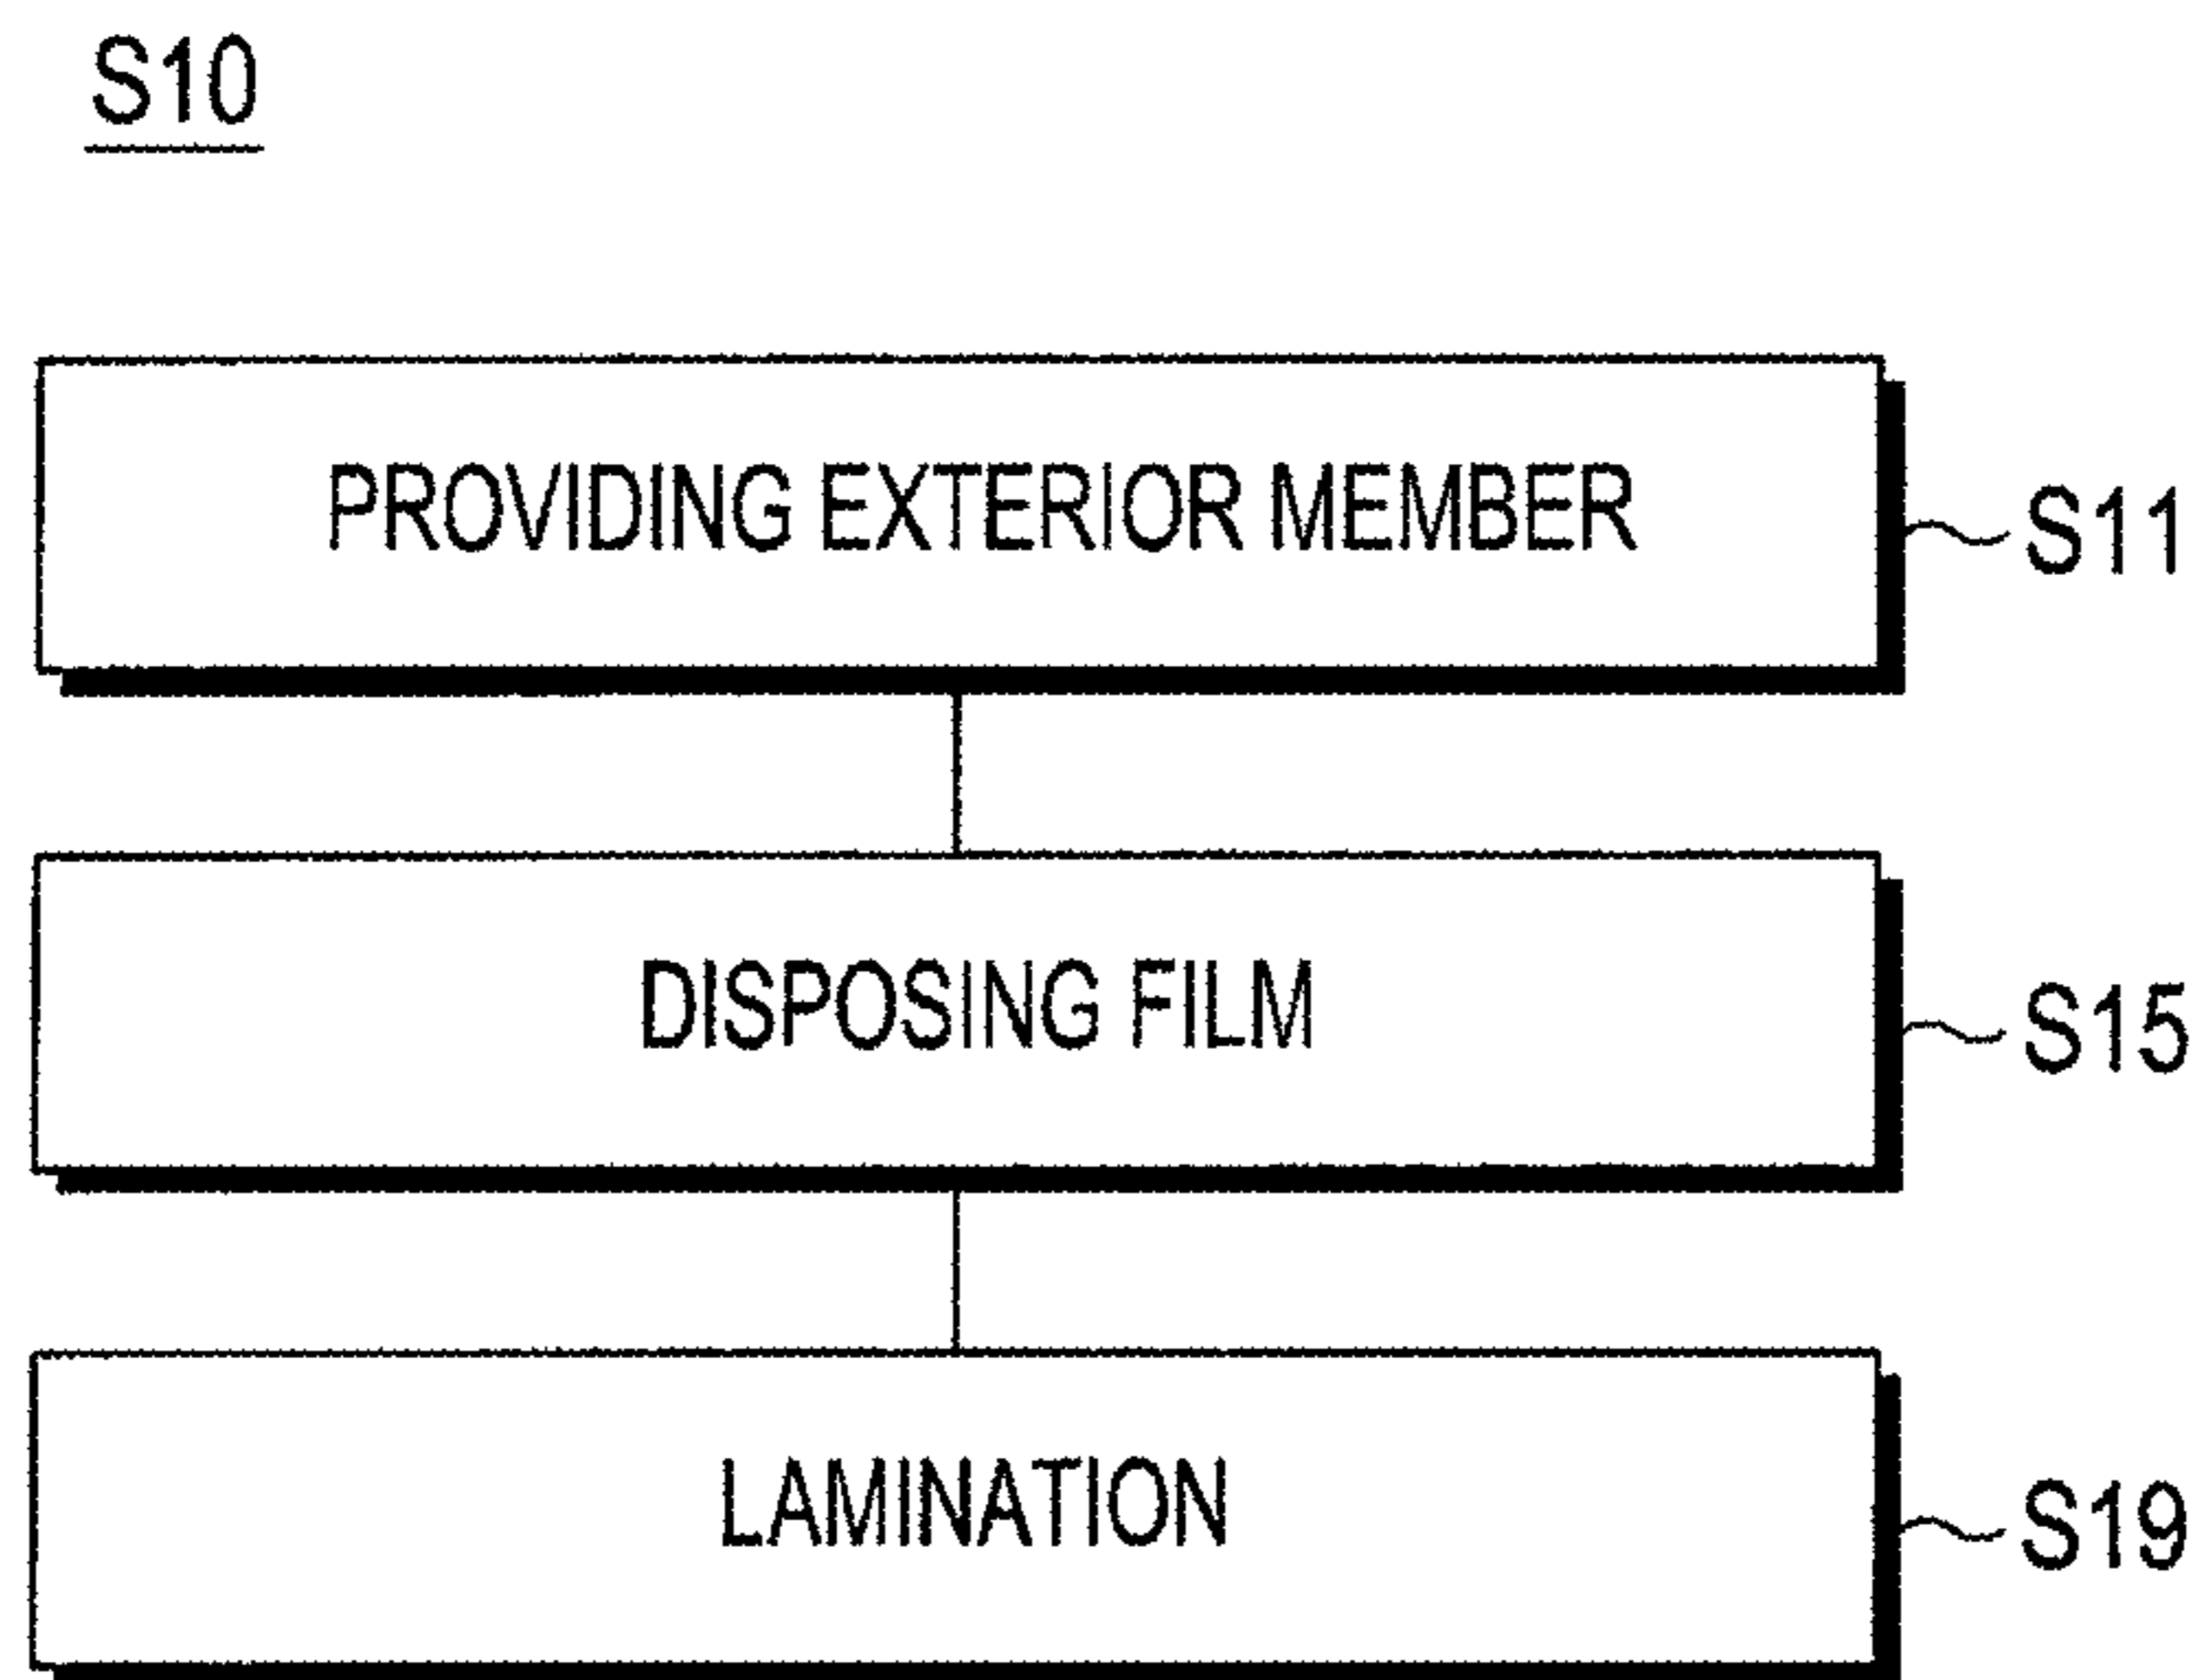 S10
PROVIDING EXTERIOR MEMBER
S11
DISPOSING FILM
S15
LAMINATION
S19